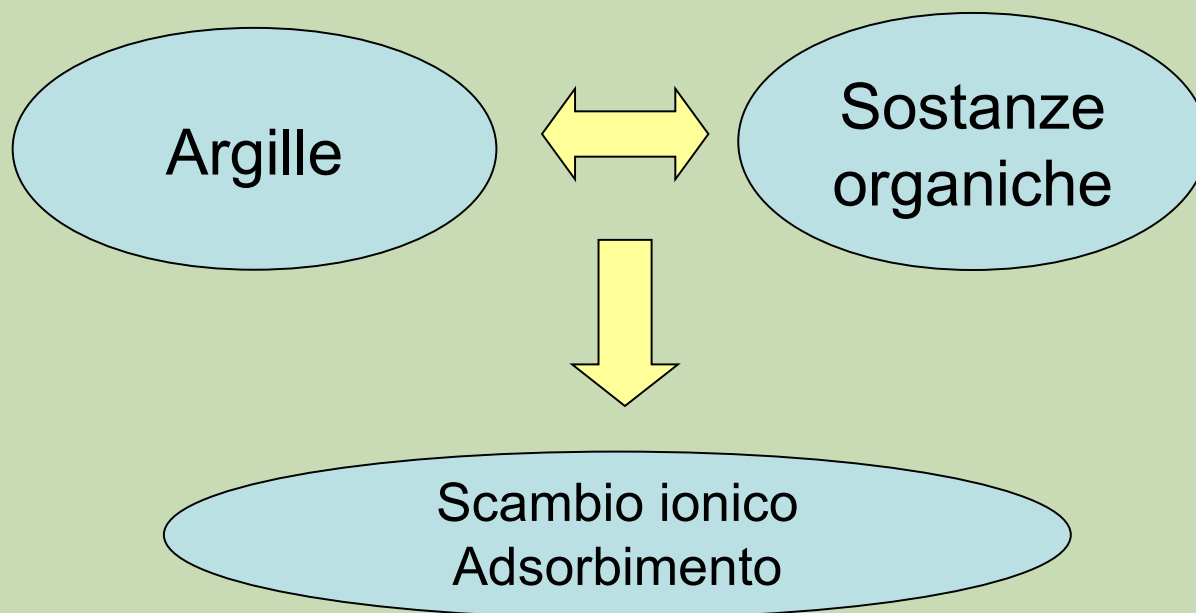 Argille
Sostanze
organiche
Scambio ionico
Adsorbimento